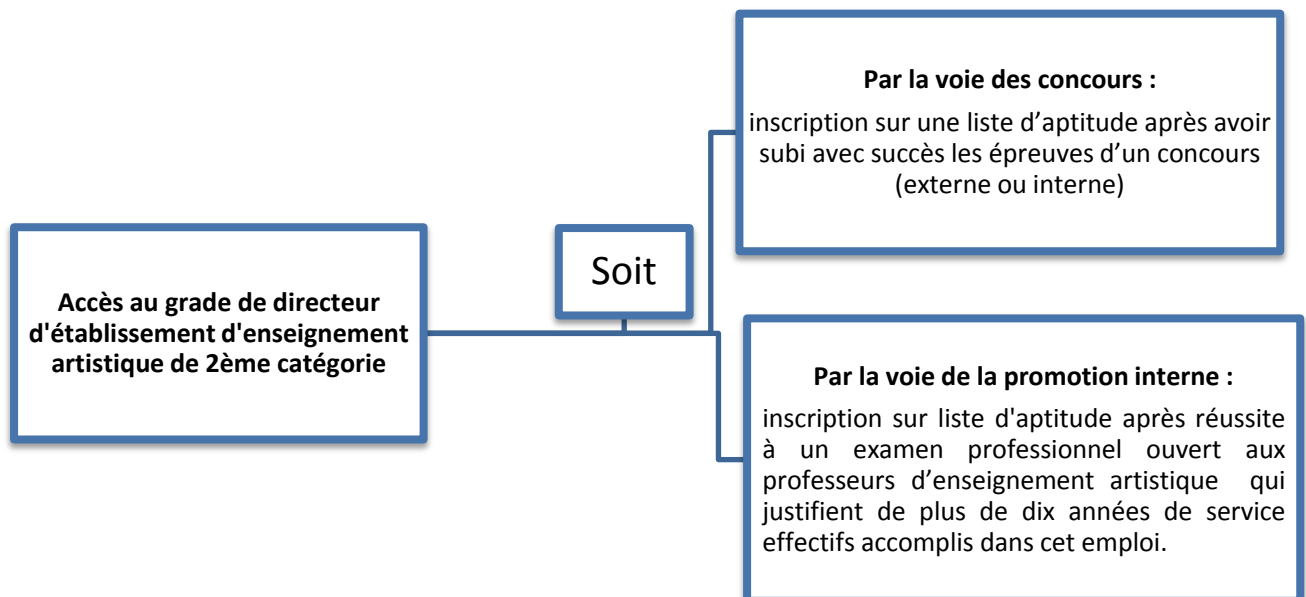 Accès au grade de directeur
d'établissement d'enseignement
artistique de 2ème catégorie
Soit
Par la voie des concours :
inscription sur une liste d’aptitude après avoir
subi avec succès les épreuves d’un concours
(externe ou interne)
Par la voie de la promotion interne :
inscription sur liste d'aptitude après réussite
à un examen professionnel ouvert aux
professeurs d’enseignement artistique qui
justifient de plus de dix années de service
effectifs accomplis dans cet emploi.